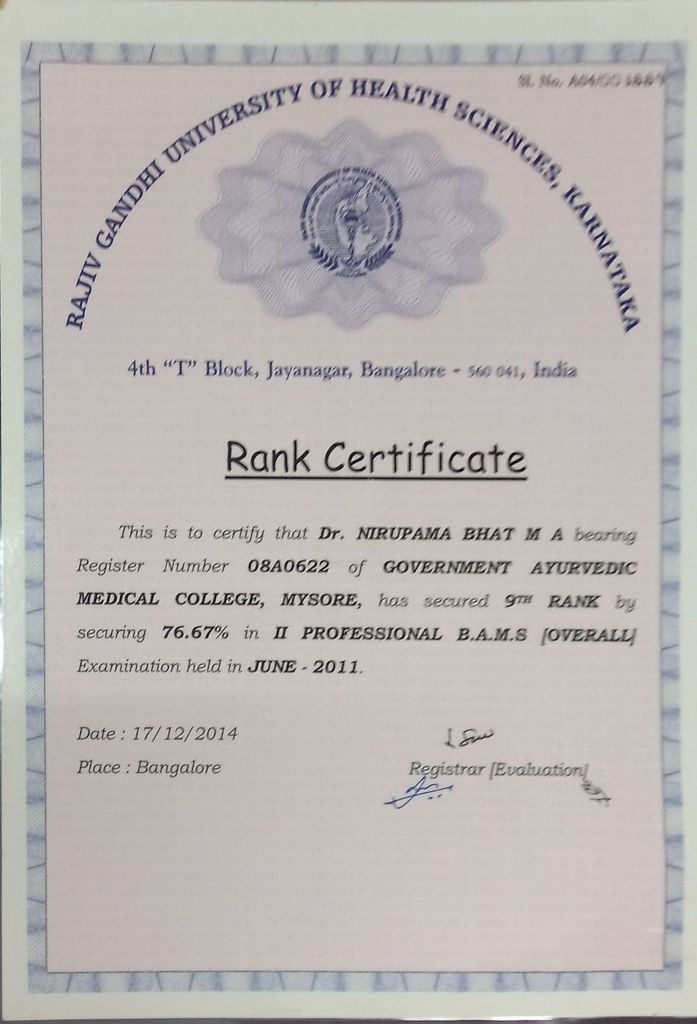 Sl. No.
RAJIV GANDHI UNIVERSITY OF HEALTH SCIENCES, KARNATAKA
4th "T" Block, Jayanagar, Bangalore - 560 041, India
Rank Certificate
This is to certify that Dr. NIRUPAMA BHAT M A bearing
Register Number 08A0622 of GOVERNMENT AYURVEDIC
MEDICAL COLLEGE, MYSORE, has secured 9TH RANK by
securing 76.67% in II PROFESSIONAL B.A.M.S [OVERALL]
Examination held in JUNE - 2011.
Date : 17/12/2014
Place : Bangalore
Registrar [Evaluation]